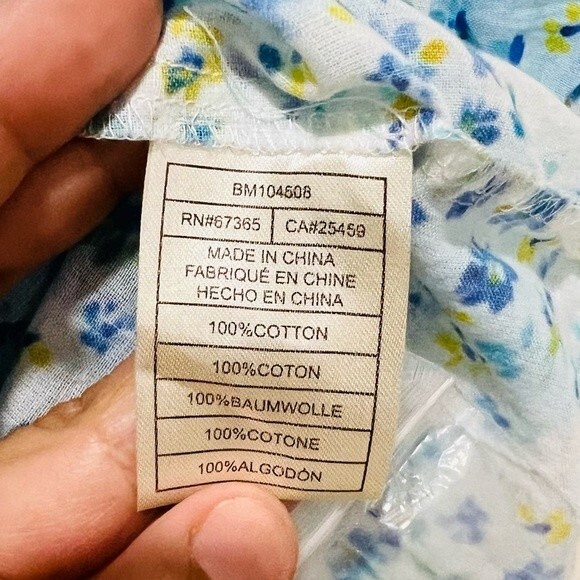 BM104508
RN#67365 CA#25459
MADE IN CHINA
FABRIQUÉ EN CHINE
HECHO EN CHINA
100%COTTON
100%COTON
100%BAUMWOLLE
100%COTONE
100%ALGODÓN